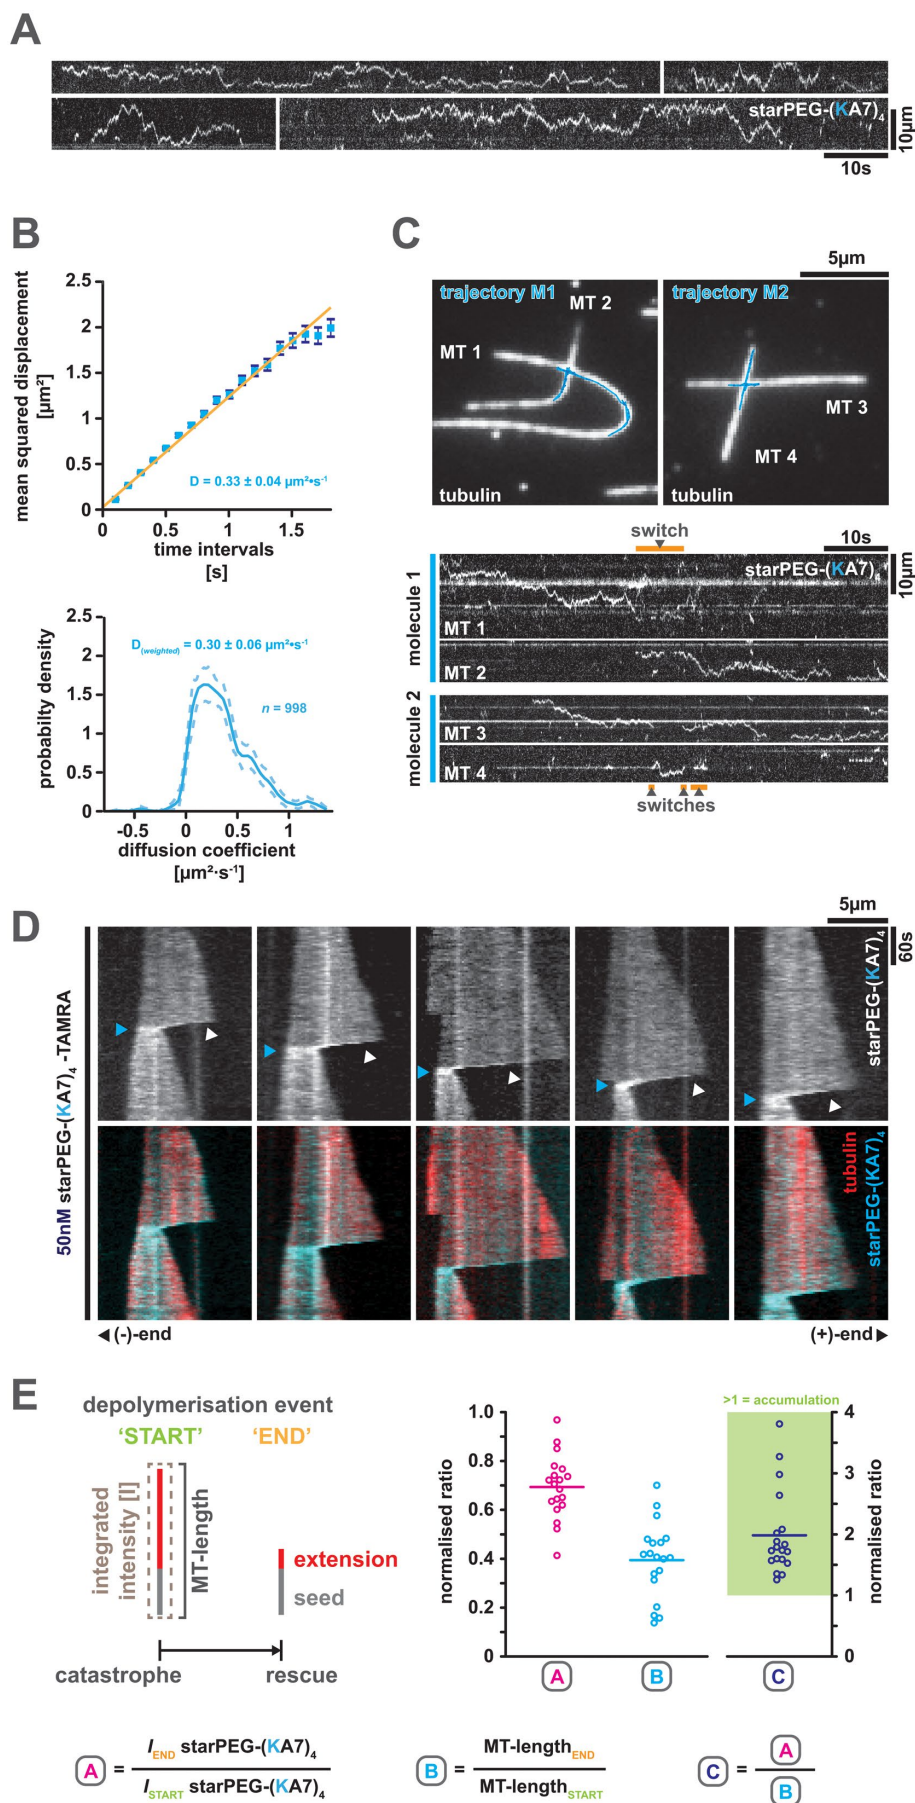 A
starPEG-(KA7)4
10µm
10s
B
mean squared displacement
[µm²]
2.5
2
1.5
1
0.5
0
D = 0.33 ± 0.04 µm²•s-1
0 0.5 1 1.5
time intervals
[s]
probabilty density
2.5
2
1.5
1
0.5
0
D(weighted) = 0.30 ± 0.06 µm²•s-1
n = 998
-0.5 0 0.5 1
diffusion coefficient
[µm²·s-1]
C
5µm
trajectory M1
MT 2
MT 1
tubulin
trajectory M2
MT 3
MT 4
tubulin
switch
10s
molecule 1
starPEG-(KA7)
10µm
MT 1
MT 2
molecule 2
MT 3
MT 4
switches
D
5µm
60s
50nM starPEG-(KA7)4 -TAMRA
starPEG-(KA7)4
tubulin
starPEG-(KA7)4
(-)-end
(+)-end
E
depolymerisation event
'START' 'END'
integrated
intensity [I]
MT-length
extension
seed
catastrophe rescue
>1 = accumulation
normalised ratio
1.0
0.8
0.6
0.4
0.2
0
A B C
4
3
2
1
0
normalised ratio
A = IEND starPEG-(KA7)4
ISTART starPEG-(KA7)4
B = MT-lengthEND
MT-lengthSTART
C = A
B